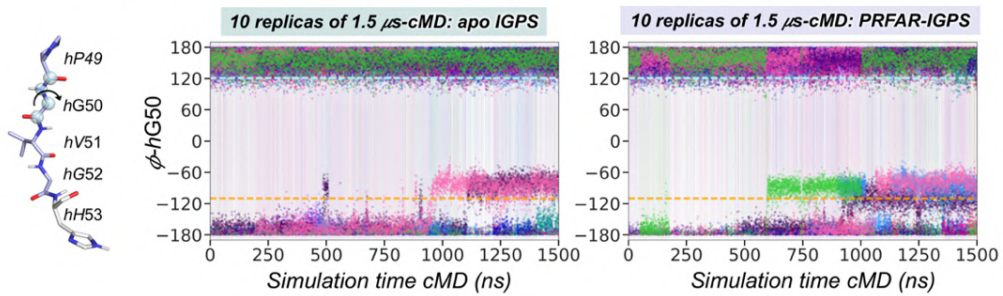 10 replicas of 1.5 μs-cMD: apo IGPS
10 replicas of 1.5 μs-cMD: PRFAR-IGPS
hP49
hG50
hV51
hG52
hH53
ϕ-hG50
180
120
60
0
−60
−120
−180
0
250
500
750
1000
1250
1500
Simulation time cMD (ns)
180
120
60
0
−60
−120
−180
0
250
500
750
1000
1250
1500
Simulation time cMD (ns)